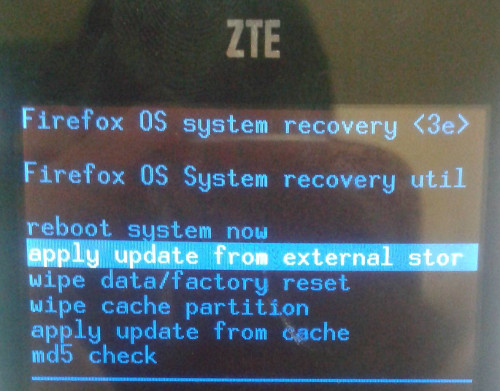 ZTE
Firefox OS system recovery <3e>
Firefox OS System recovery util
reboot system now
apply update from external stor
wipe data/factory reset
wipe cache partition
apply update from cache
md5 check